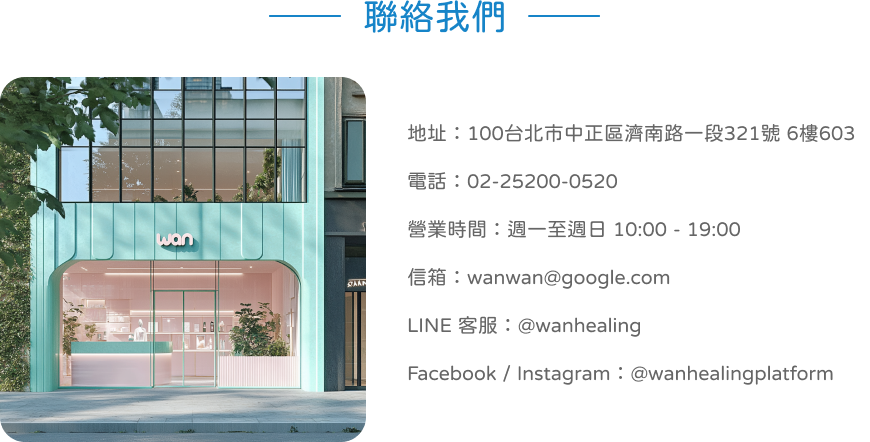 聯絡我們
wan
地址：100台北市中正區濟南路一段321號 6樓603
電話：02-25200-0520
營業時間：週一至週日 10:00 - 19:00
信箱：wanwan@google.com
LINE 客服：@wanhealing
Facebook / Instagram：@wanhealingplatform